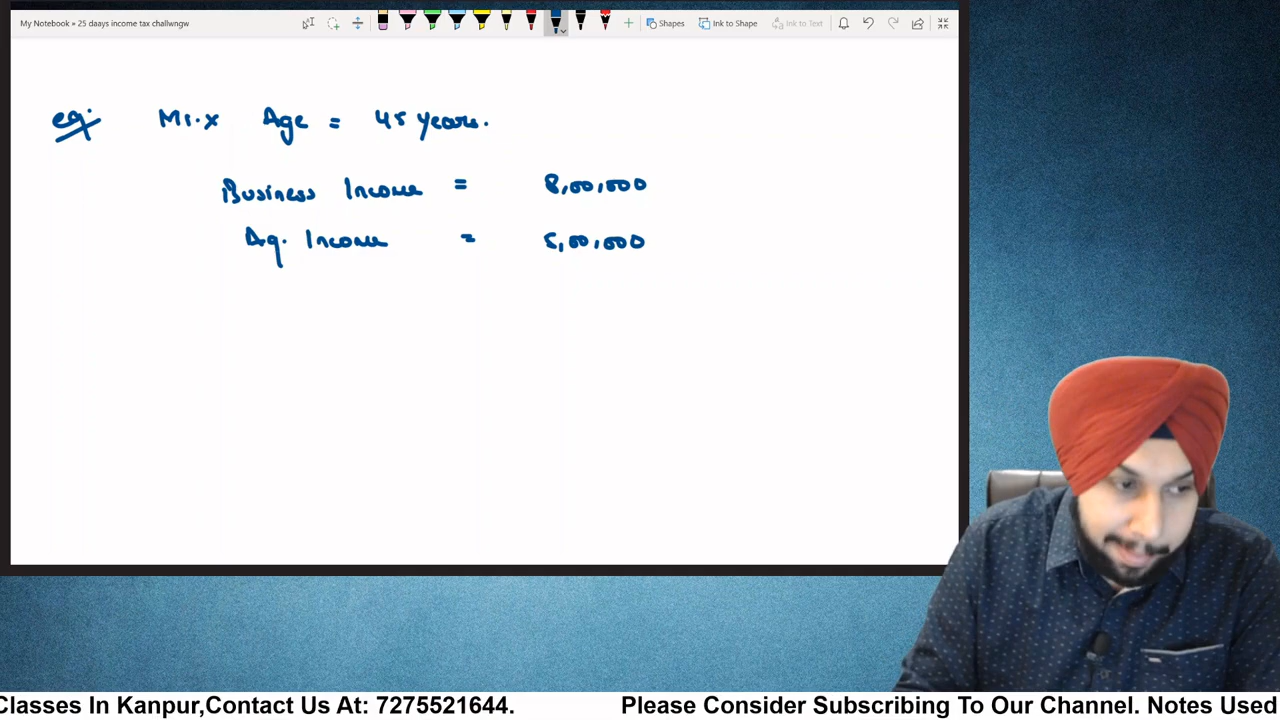 My Notebook » 25 daays income tax challwngw
Shapes
Ink to Shape
Ink to Text
eg:- Mr. X Age = 45 years.
Business Income = 8,00,000
Ag. Income = 5,00,000
Classes In Kanpur,Contact Us At: 7275521644. Please Consider Subscribing To Our Channel. Notes Used